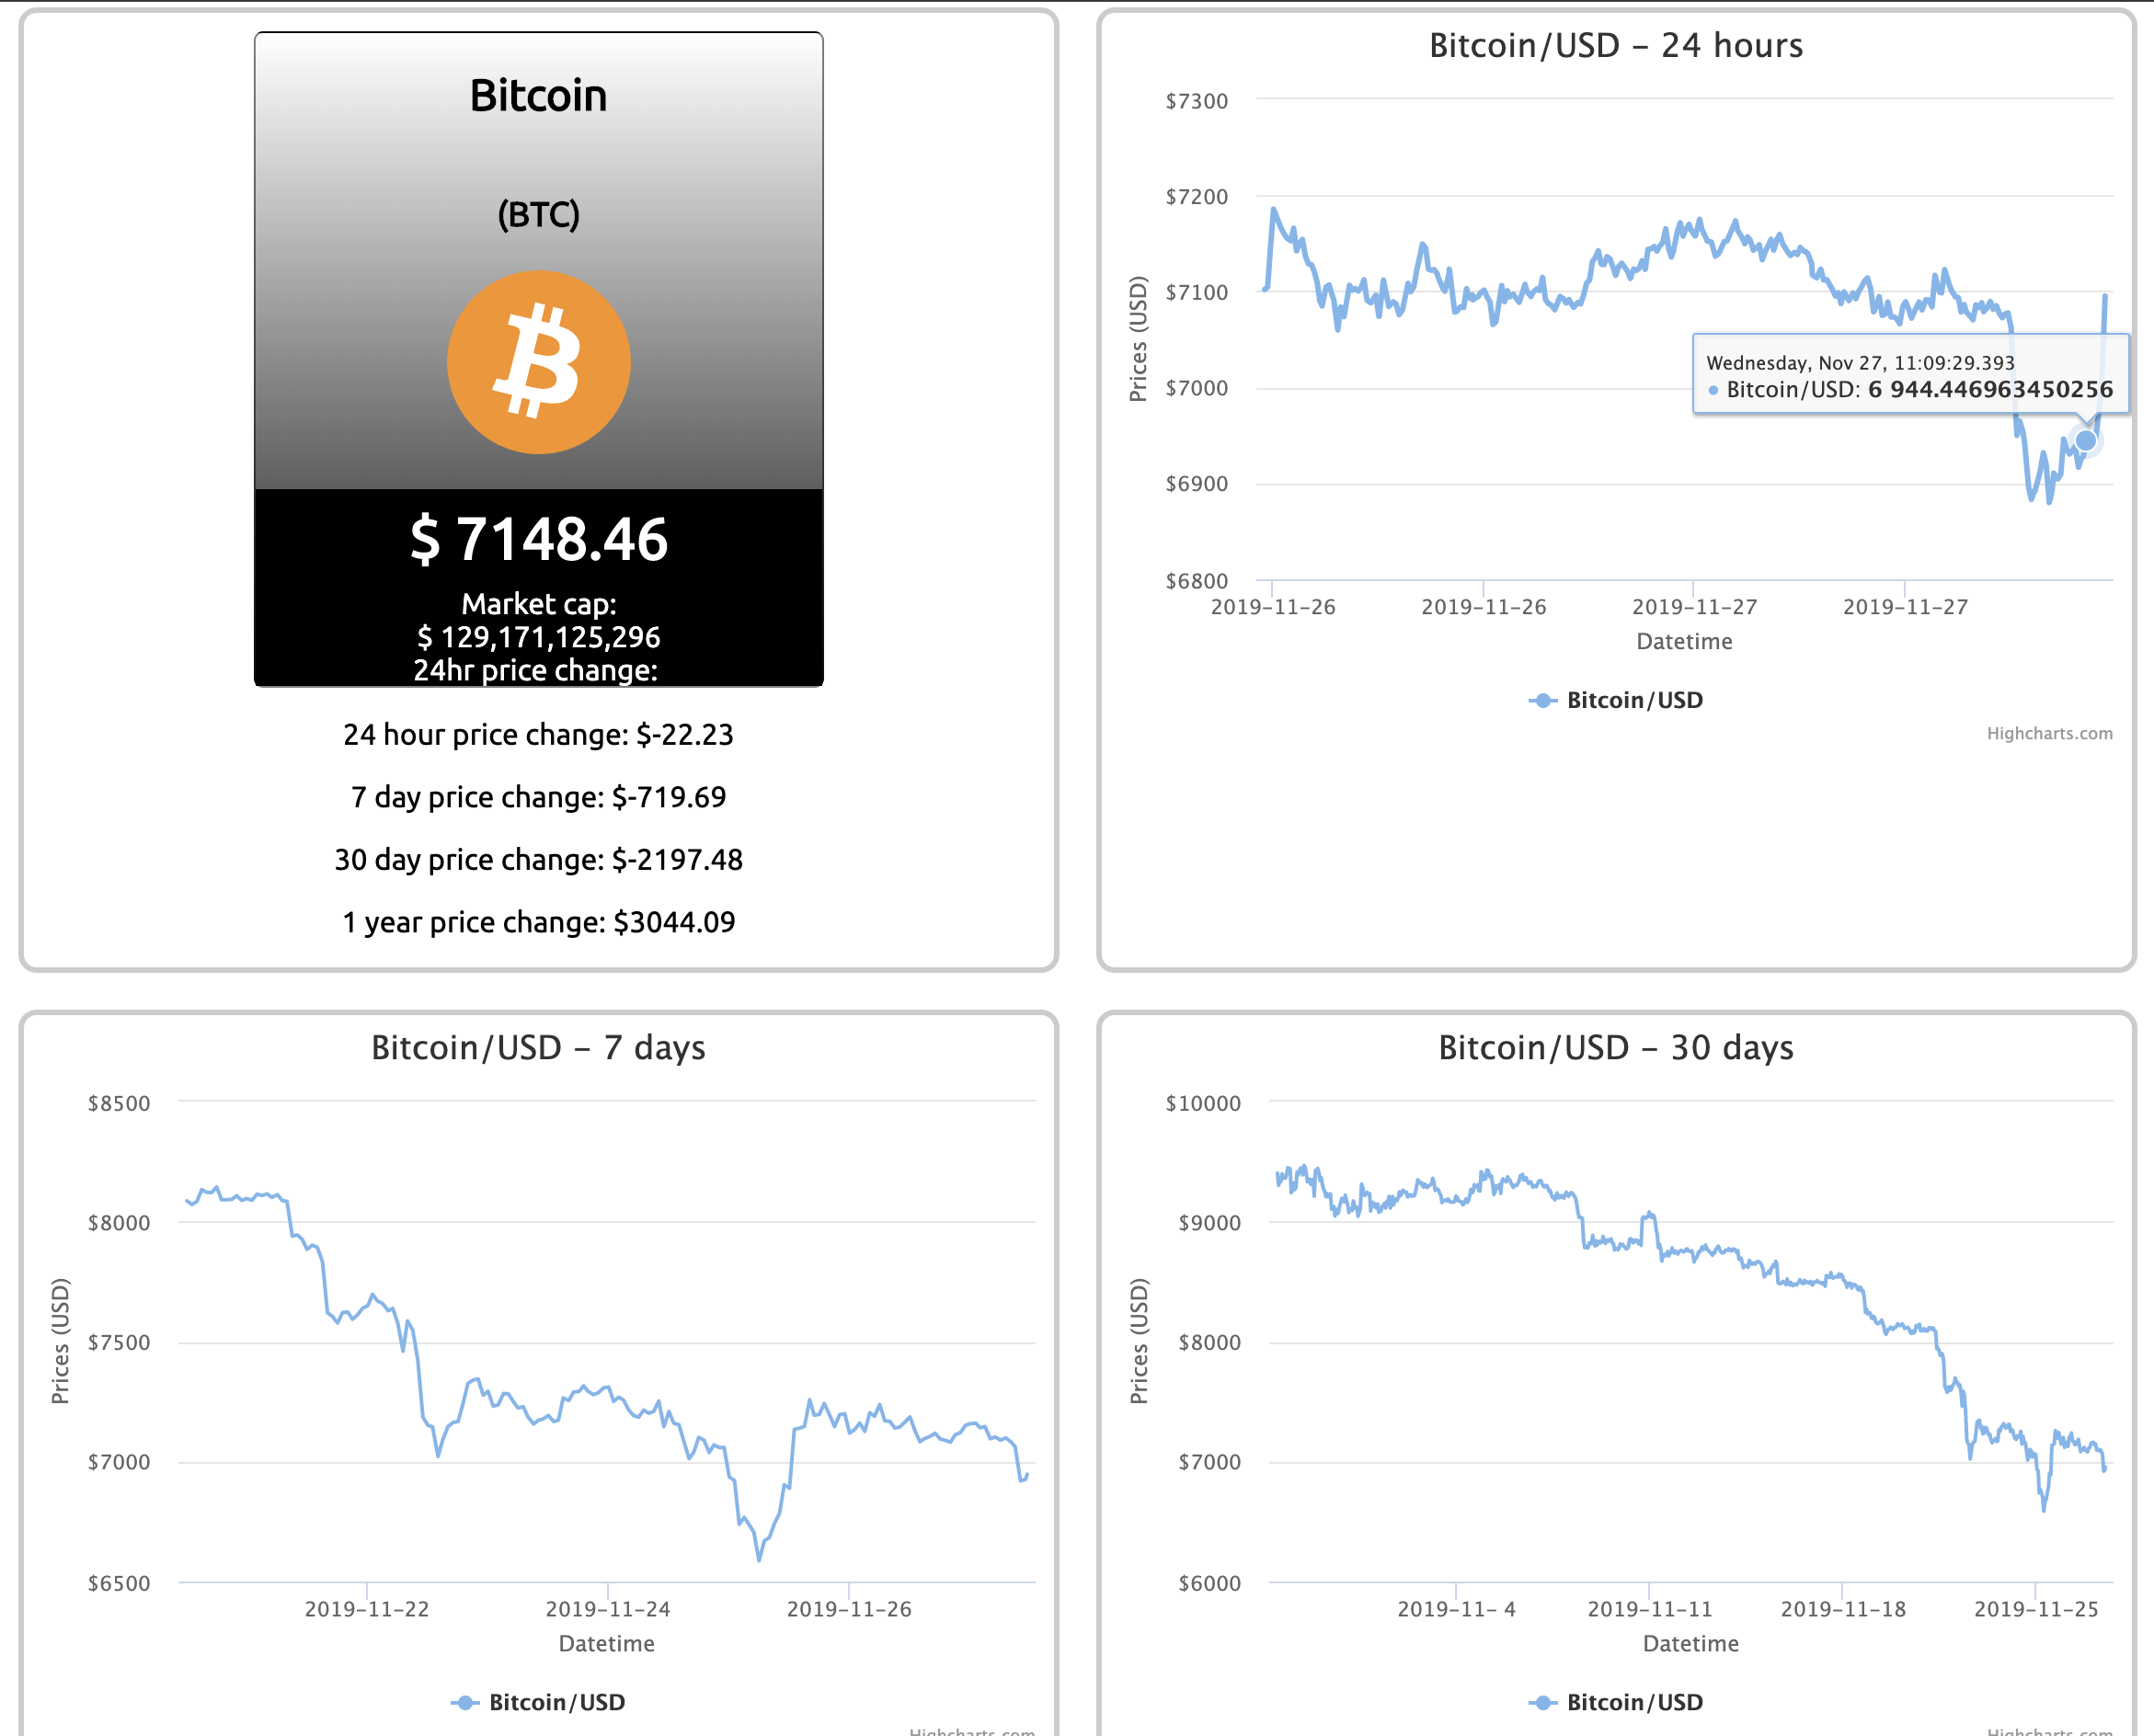 Bitcoin
(BTC)
$ 7148.46
Market cap:
$ 129,171,125,296
24hr price change:
24 hour price change: $-22.23
7 day price change: $-719.69
30 day price change: $-2197.48
1 year price change: $3044.09
Bitcoin/USD – 24 hours
Prices (USD)
$7300
$7200
$7100
$7000
$6900
$6800
Wednesday, Nov 27, 11:09:29.393
Bitcoin/USD: 6 944.446963450256
2019-11-26 2019-11-26 2019-11-27 2019-11-27
Datetime
Bitcoin/USD
Highcharts.com
Bitcoin/USD – 7 days
Prices (USD)
$8500
$8000
$7500
$7000
$6500
2019-11-22 2019-11-24 2019-11-26
Datetime
Bitcoin/USD
Highcharts.com
Bitcoin/USD – 30 days
Prices (USD)
$10000
$9000
$8000
$7000
$6000
2019-11- 4 2019-11-11 2019-11-18 2019-11-25
Datetime
Bitcoin/USD
Highcharts.com